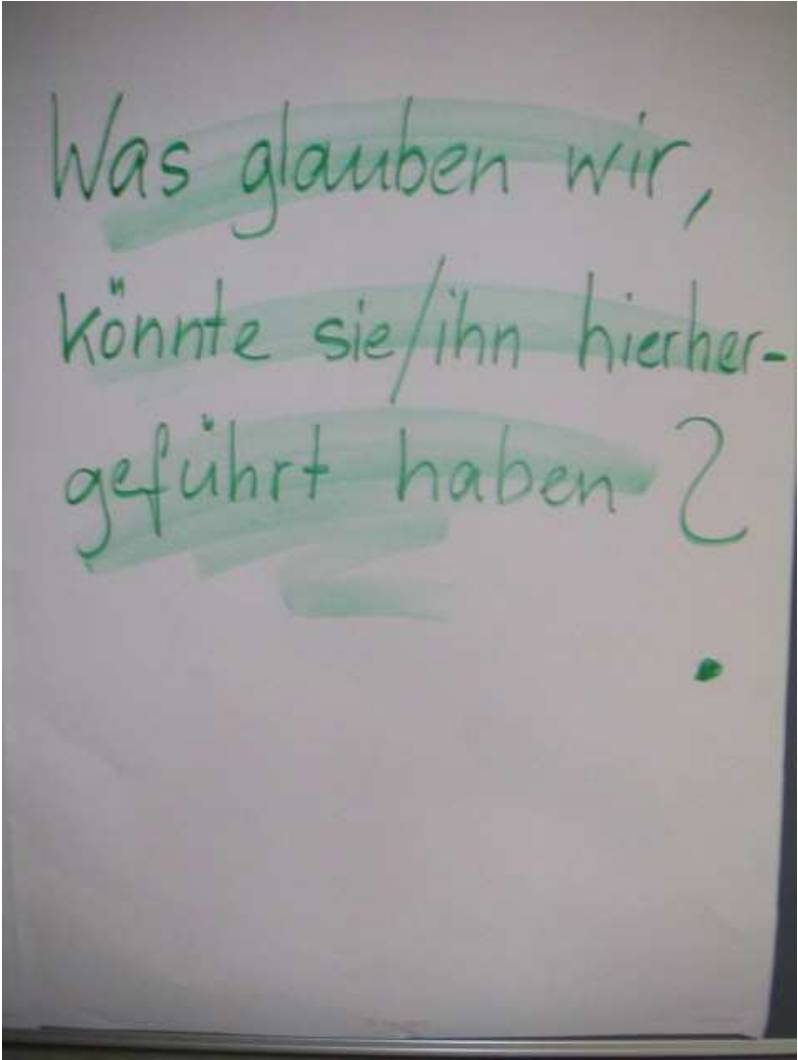 Was glauben wir,
könnte sie/ihn hierher-
geführt haben?